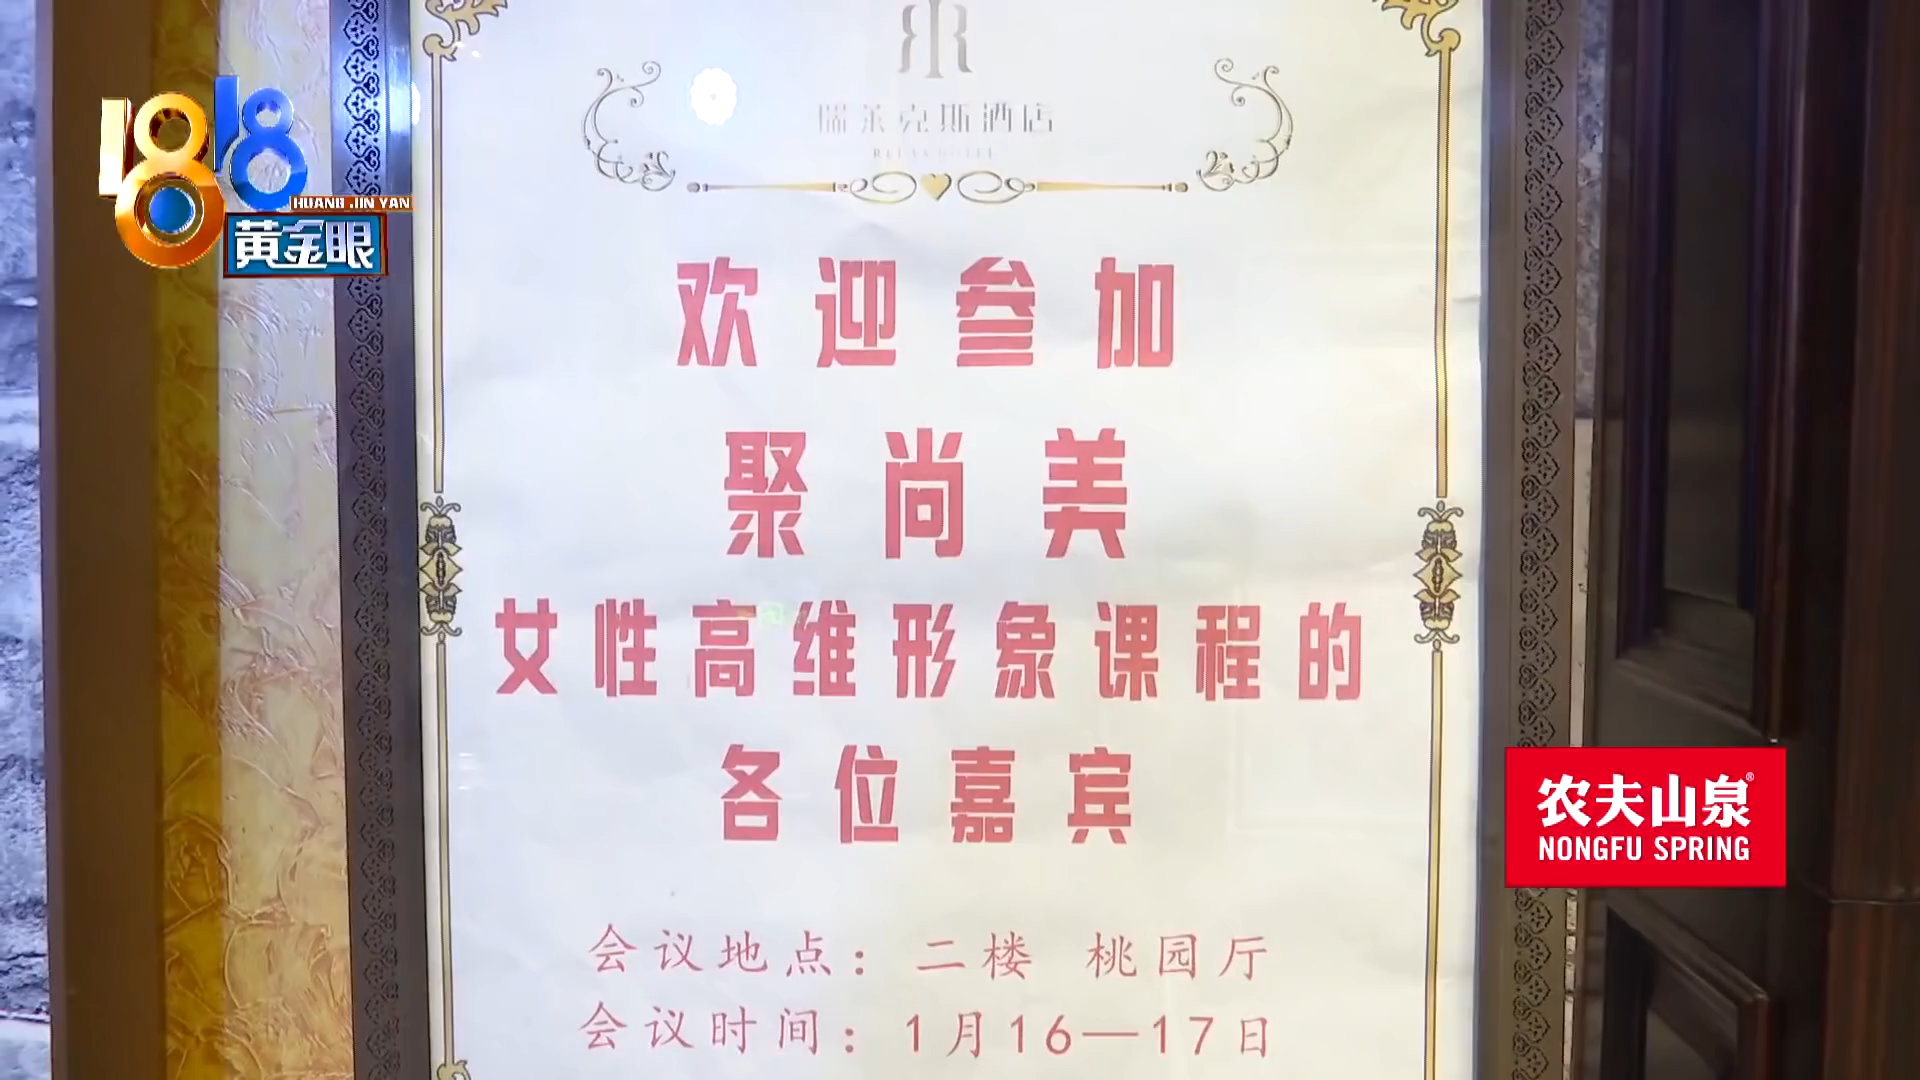 1818
HUANG JIN YAN
黄金眼
瑞莱克斯酒店
欢迎参加
聚尚美
女性高维形象课程的
各位嘉宾
会议地点：二楼 桃园厅
会议时间：1月16—17日
农夫山泉®
NONGFU SPRING